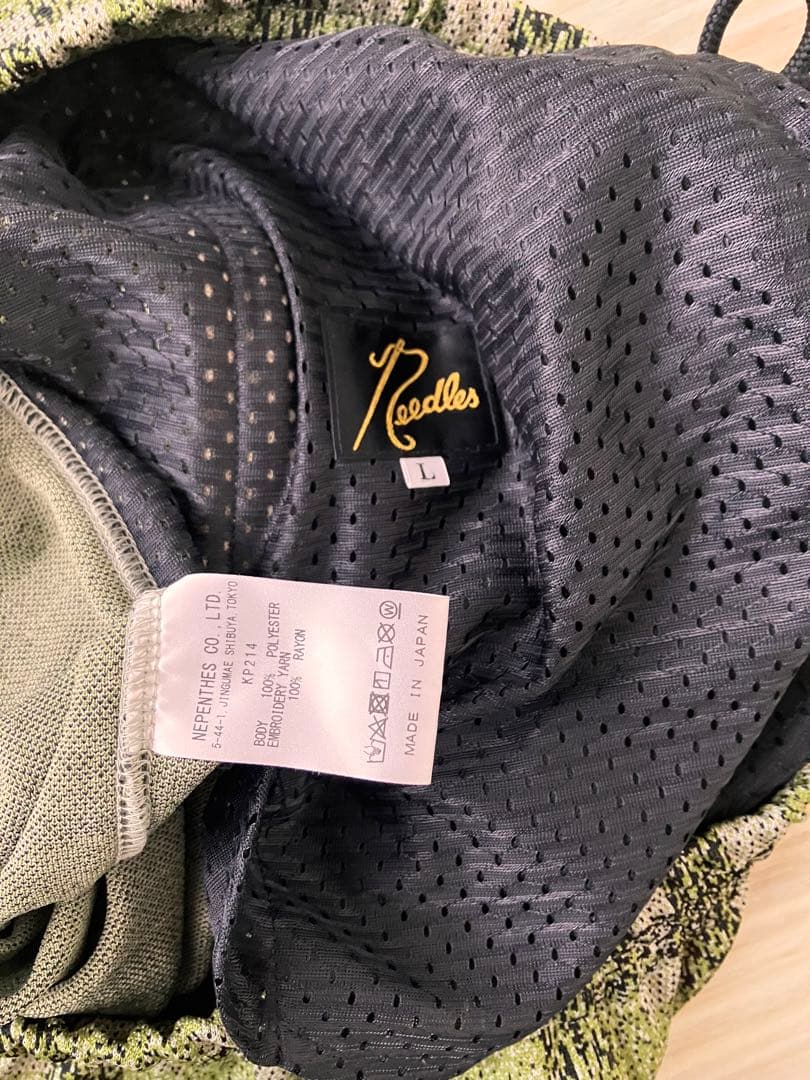 Needles
L
NEPENTHES CO.,LTD.
5-44-1,JINGUMAE SHIBUYA TOKYO
KP214
BODY
100% POLYESTER
EMBROIDERY YARN
100% RAYON
W
MADE IN JAPAN